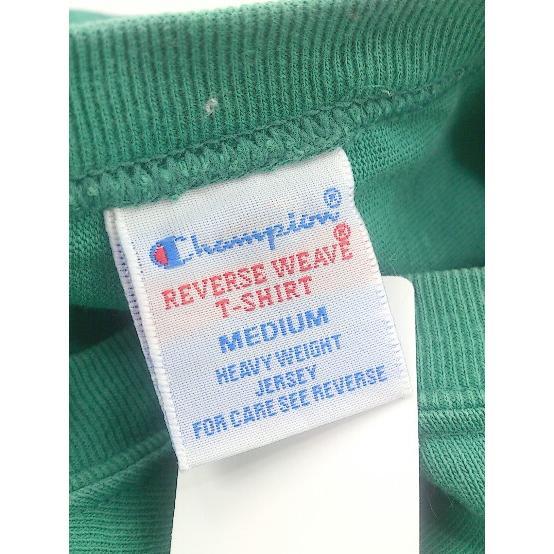 Champion®
REVERSE WEAVE®
T-SHIRT
MEDIUM
HEAVY WEIGHT
JERSEY
FOR CARE SEE REVERSE